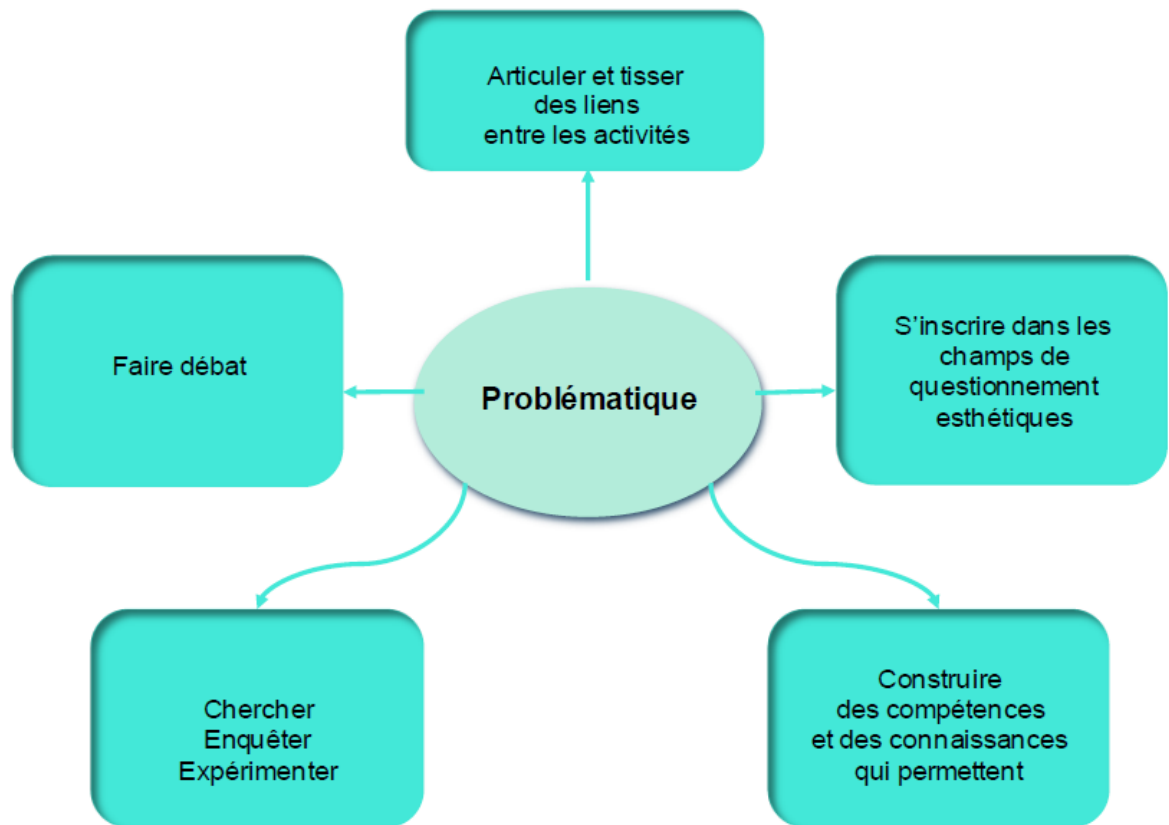 Articuler et tisser
des liens
entre les activités
Faire débat
Problématique
S'inscrire dans les
champs de
questionnement
esthétiques
Chercher
Enquêter
Expérimenter
Construire
des compétences
et des connaissances
qui permettent